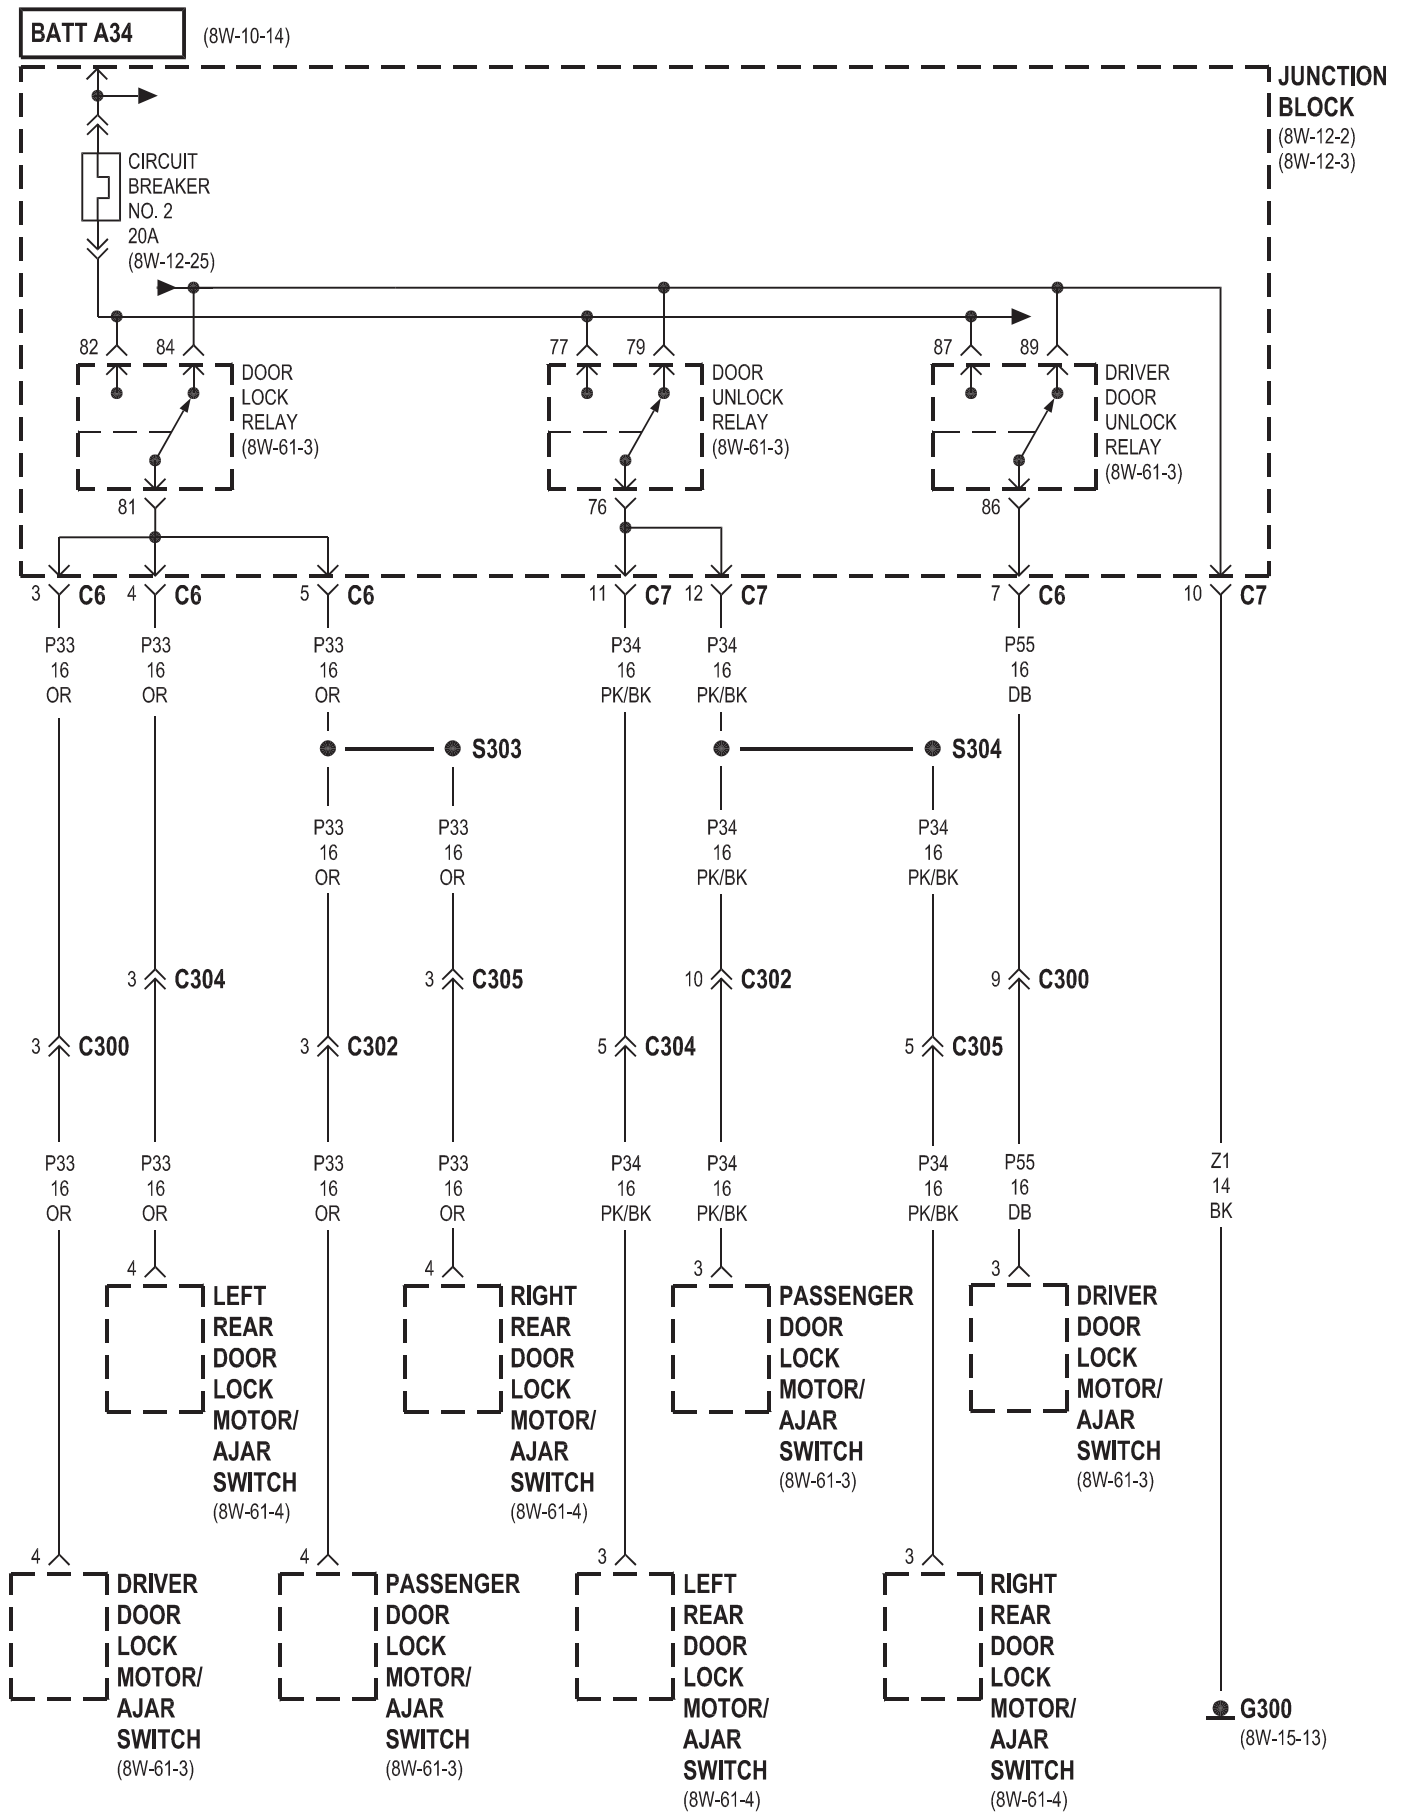 BATT A34
(8W-10-14)
JUNCTION
BLOCK
(8W-12-2)
(8W-12-3)
CIRCUIT
BREAKER
NO. 2
20A
(8W-12-25)
82 84 77 79 87 89
DOOR
LOCK
RELAY
(8W-61-3)
DOOR
UNLOCK
RELAY
(8W-61-3)
DRIVER
DOOR
UNLOCK
RELAY
(8W-61-3)
81 76 86
3 C6 4 C6 5 C6 11 C7 12 C7 7 C6 10 C7
P33 P33 P33 P34 P34 P55
16 16 16 16 16 16
OR OR OR PK/BK PK/BK DB
S303 S304
P33 P33 P34 P34
16 16 16 16
OR OR PK/BK PK/BK
3 C304 3 C305 10 C302 9 C300
3 C300 3 C302 5 C304 5 C305
P33 P33 P33 P33 P34 P34 P34 P55 Z1
16 16 16 16 16 16 16 16 14
OR OR OR OR PK/BK PK/BK PK/BK DB BK
4 4 3 3
LEFT
REAR
DOOR
LOCK
MOTOR/
AJAR
SWITCH
(8W-61-4)
RIGHT
REAR
DOOR
LOCK
MOTOR/
AJAR
SWITCH
(8W-61-4)
PASSENGER
DOOR
LOCK
MOTOR/
AJAR
SWITCH
(8W-61-3)
DRIVER
DOOR
LOCK
MOTOR/
AJAR
SWITCH
(8W-61-3)
4 4 3 3
DRIVER
DOOR
LOCK
MOTOR/
AJAR
SWITCH
(8W-61-3)
PASSENGER
DOOR
LOCK
MOTOR/
AJAR
SWITCH
(8W-61-3)
LEFT
REAR
DOOR
LOCK
MOTOR/
AJAR
SWITCH
(8W-61-4)
RIGHT
REAR
DOOR
LOCK
MOTOR/
AJAR
SWITCH
(8W-61-4)
G300
(8W-15-13)